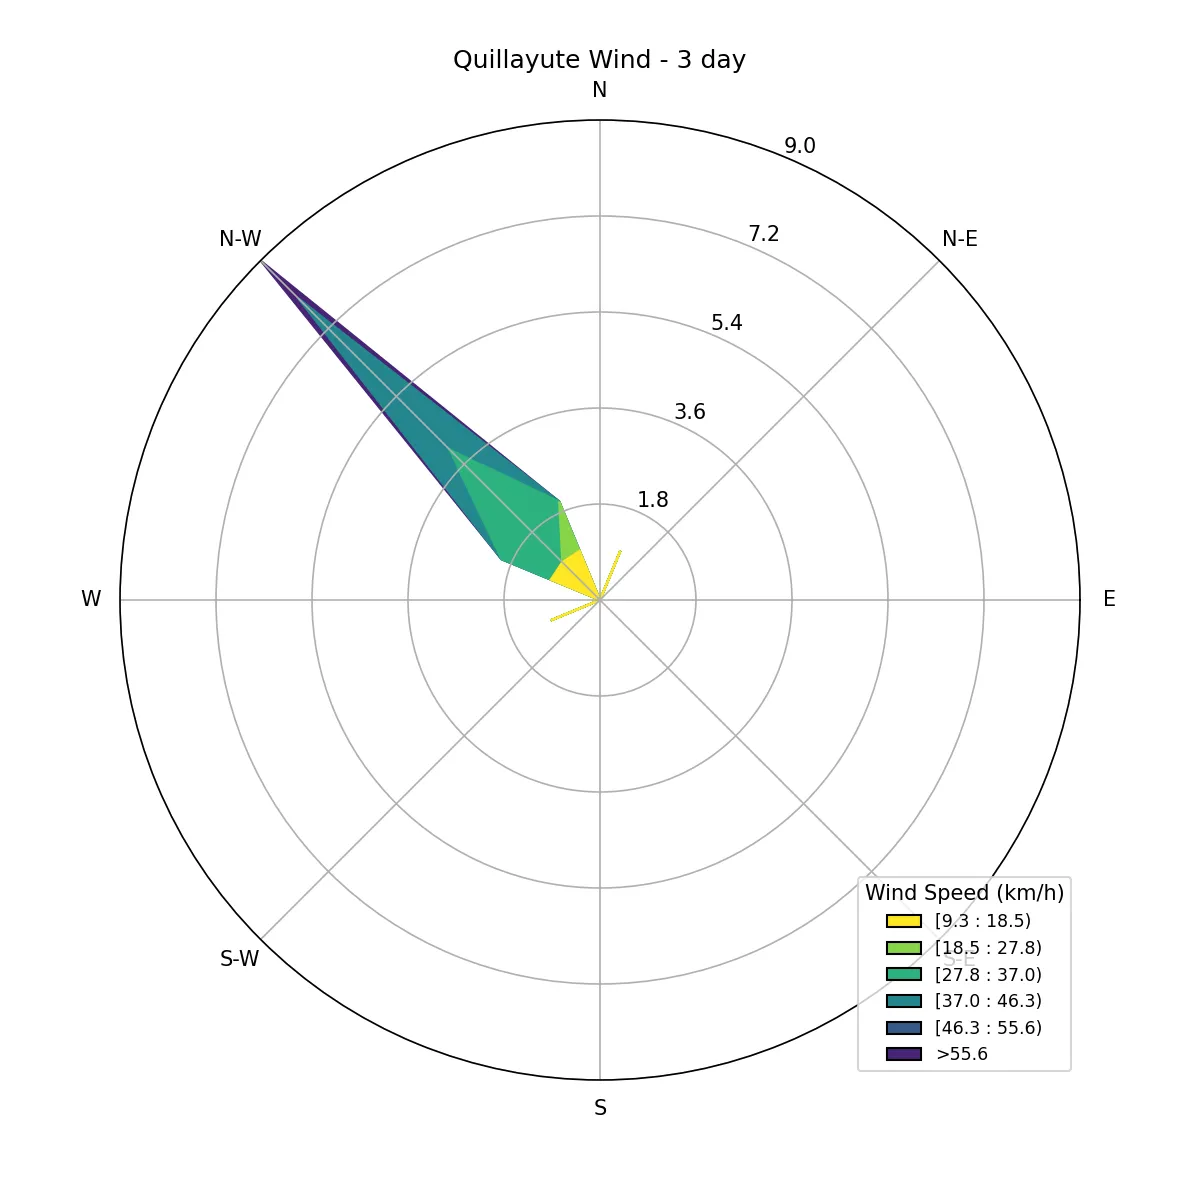 Quillayute Wind - 3 day
N
9.0
7.2
N-W
N-E
5.4
3.6
1.8
W
E
Wind Speed (km/h)
[9.3 : 18.5)
[18.5 : 27.8)
S-W
S-E
[27.8 : 37.0)
[37.0 : 46.3)
[46.3 : 55.6)
>55.6
S